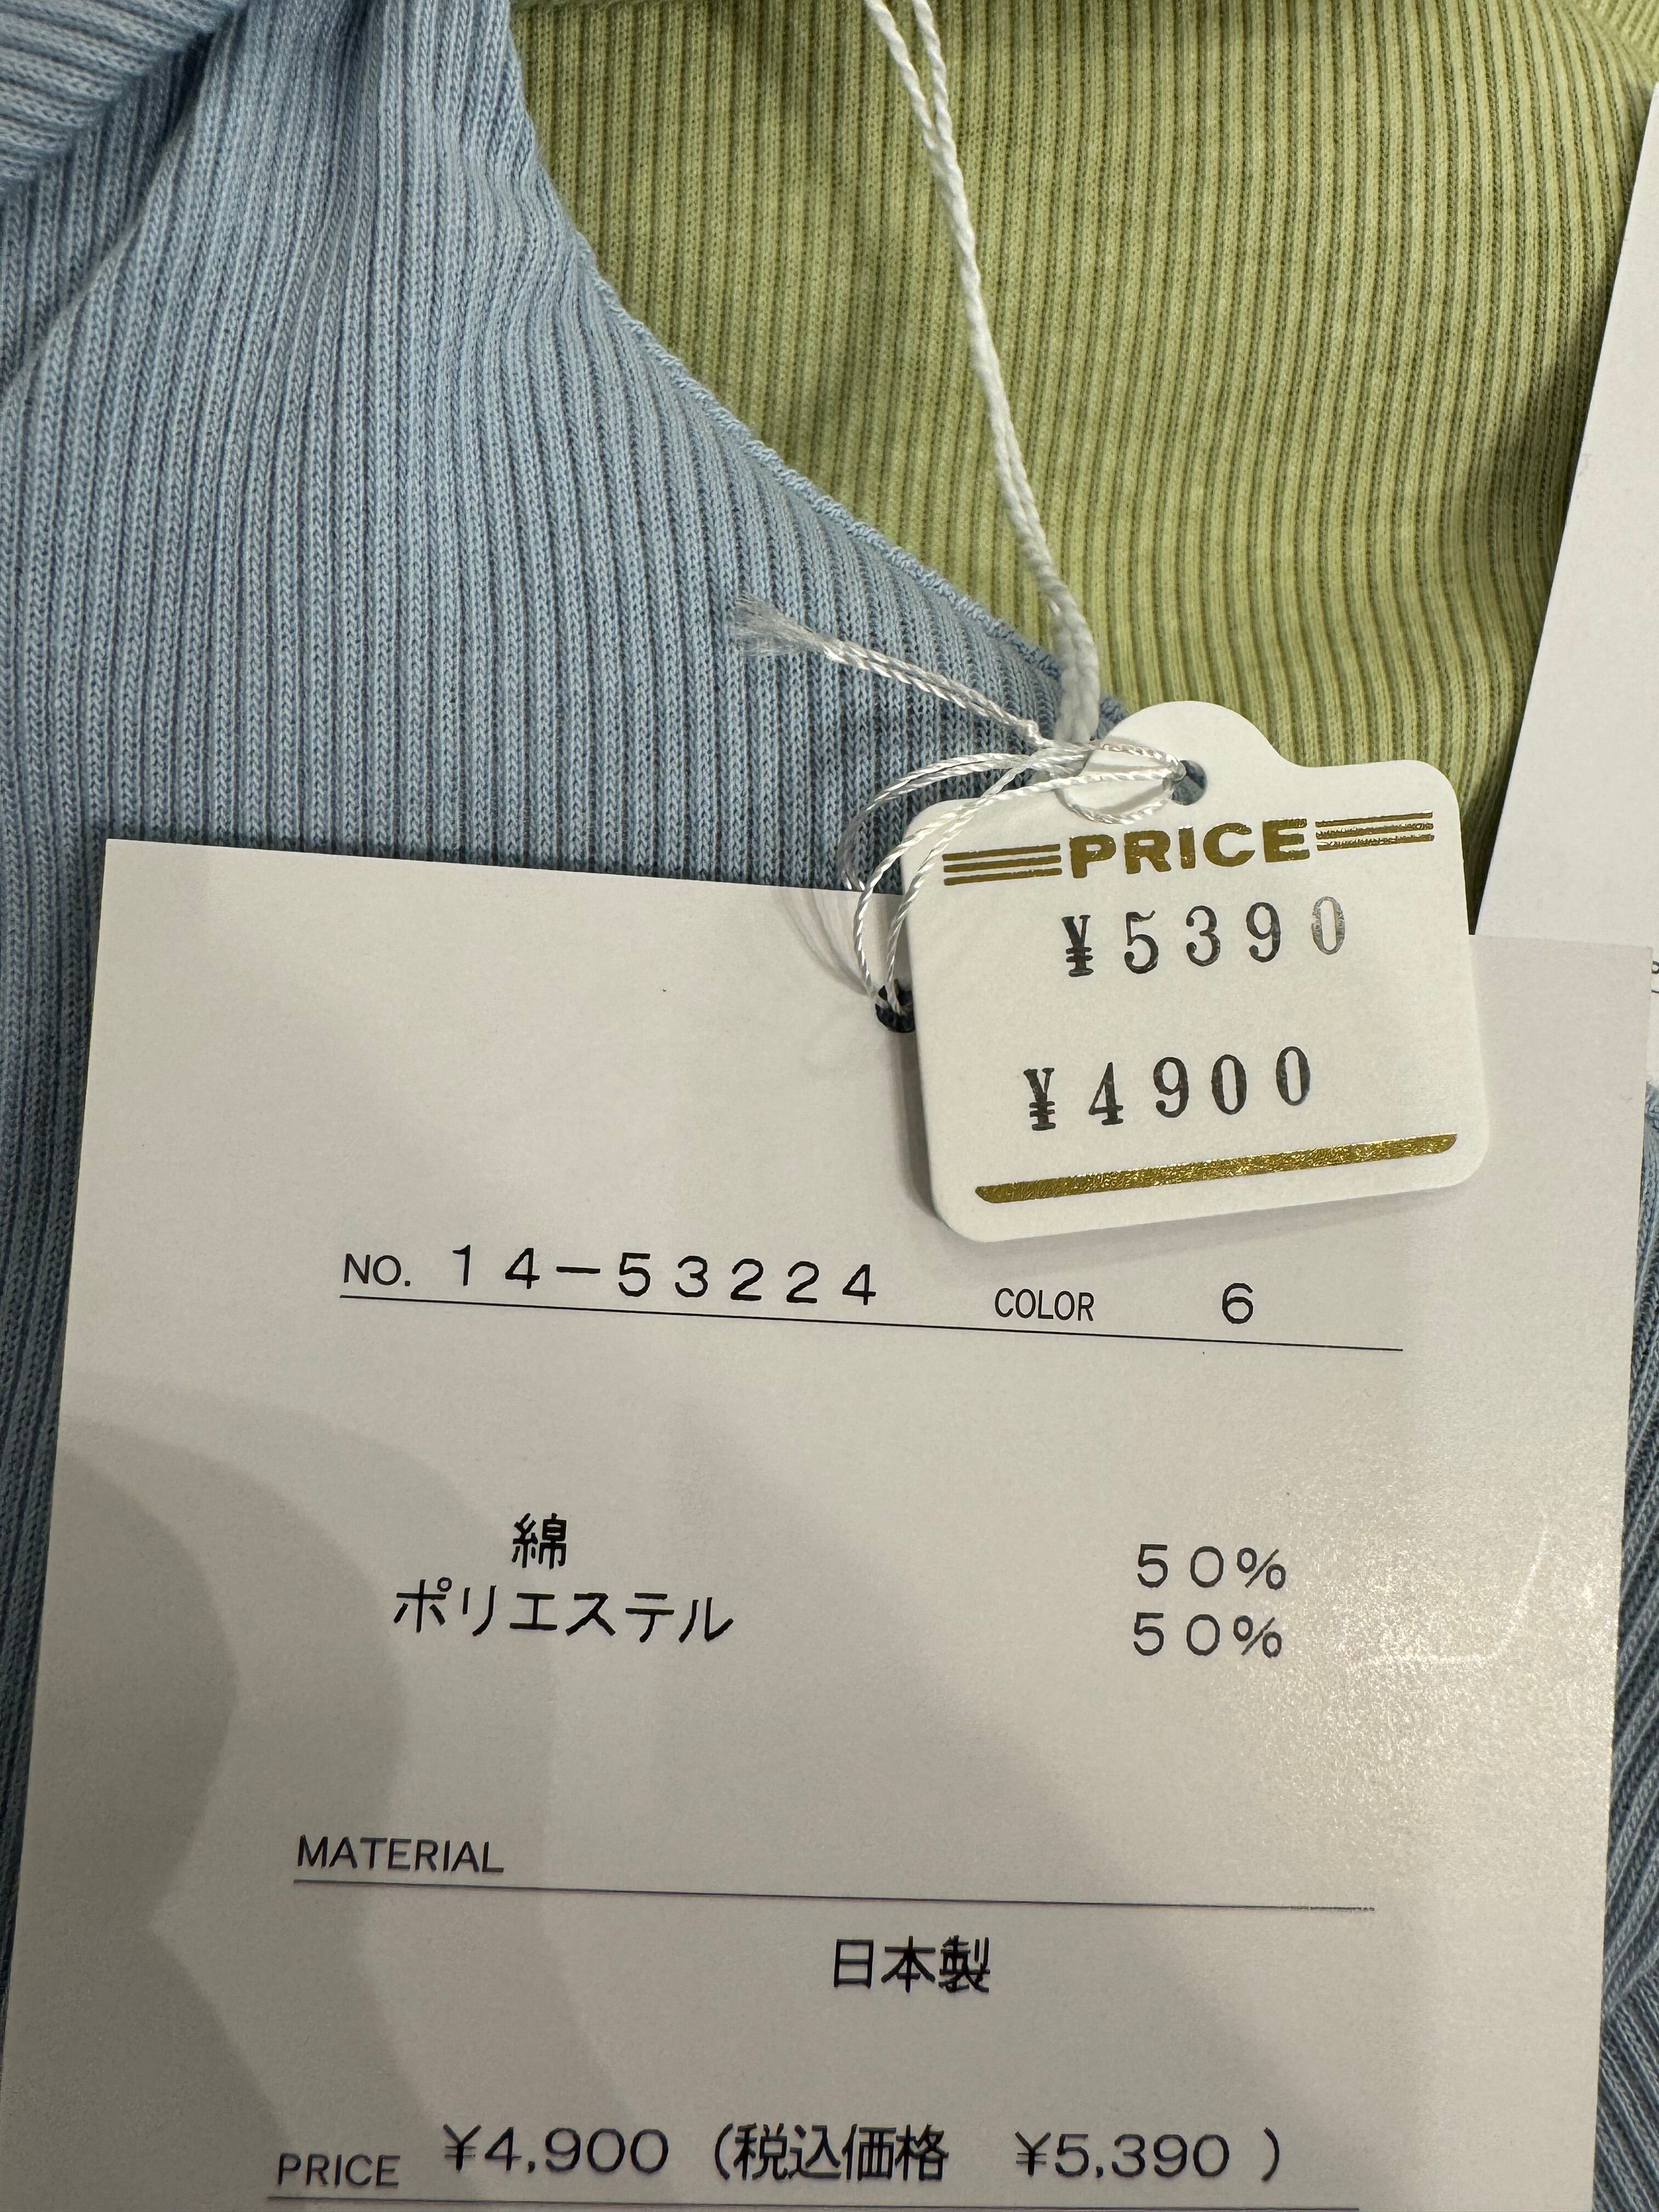 PRICE
¥5390
¥4900
NO. 14-53224 COLOR 6
綿 50%
ポリエステル 50%
MATERIAL
日本製
PRICE ¥4,900 (税込価格 ¥5,390 )